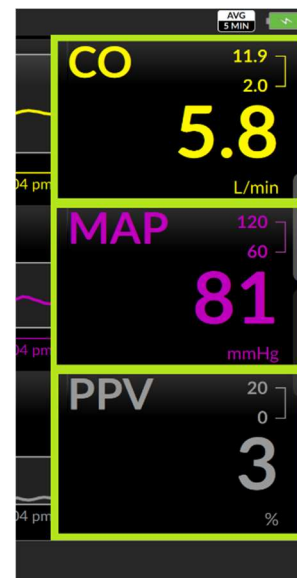 AVG
5 MIN
CO
11.9
2.0
5.8
L/min
04 pm
MAP
120
60
81
mmHg
04 pm
PPV
20
0
3
%
04 pm